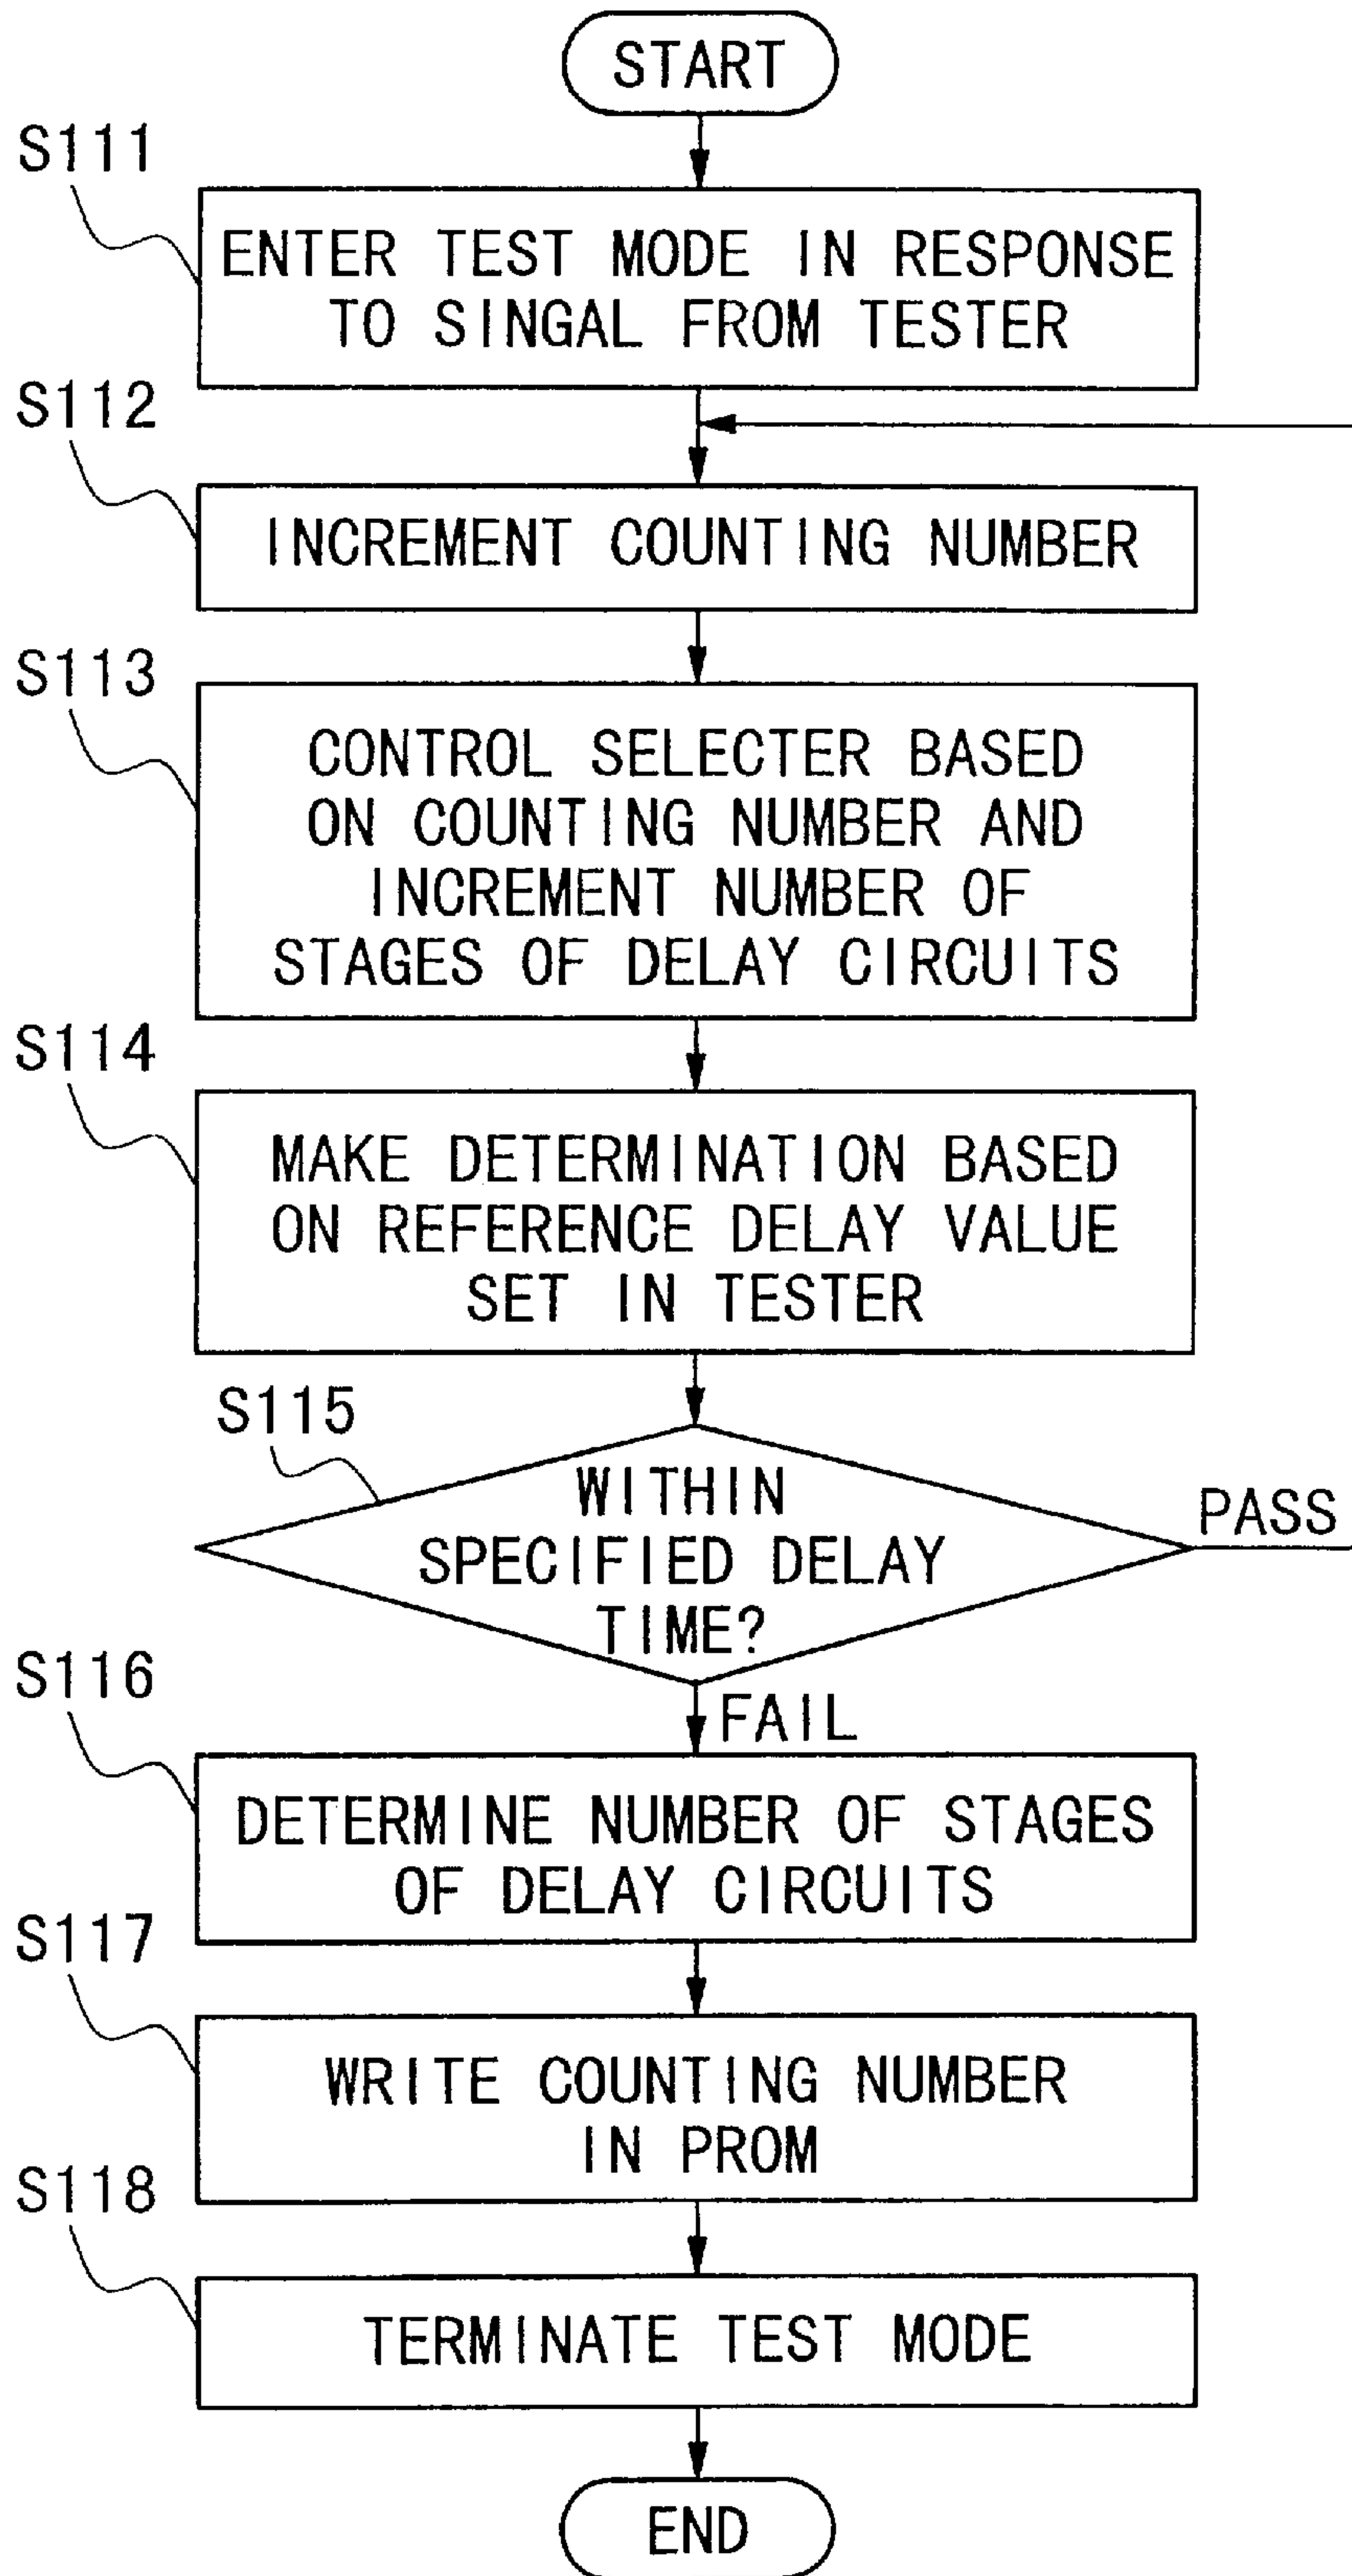 START
S111
ENTER TEST MODE IN RESPONSE
TO SINGAL FROM TESTER
S112
INCREMENT COUNTING NUMBER
S113
CONTROL SELECTER BASED
ON COUNTING NUMBER AND
INCREMENT NUMBER OF
STAGES OF DELAY CIRCUITS
S114
MAKE DETERMINATION BASED
ON REFERENCE DELAY VALUE
SET IN TESTER
S115
WITHIN
SPECIFIED DELAY
TIME?
PASS
FAIL
S116
DETERMINE NUMBER OF STAGES
OF DELAY CIRCUITS
S117
WRITE COUNTING NUMBER
IN PROM
S118
TERMINATE TEST MODE
END